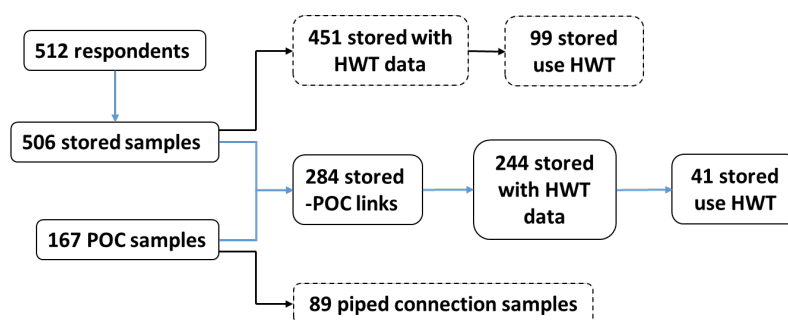 512 respondents
451 stored with
HWT data
99 stored
use HWT
506 stored samples
284 stored
-POC links
244 stored
with HWT
data
41 stored
use HWT
167 POC samples
89 piped connection samples